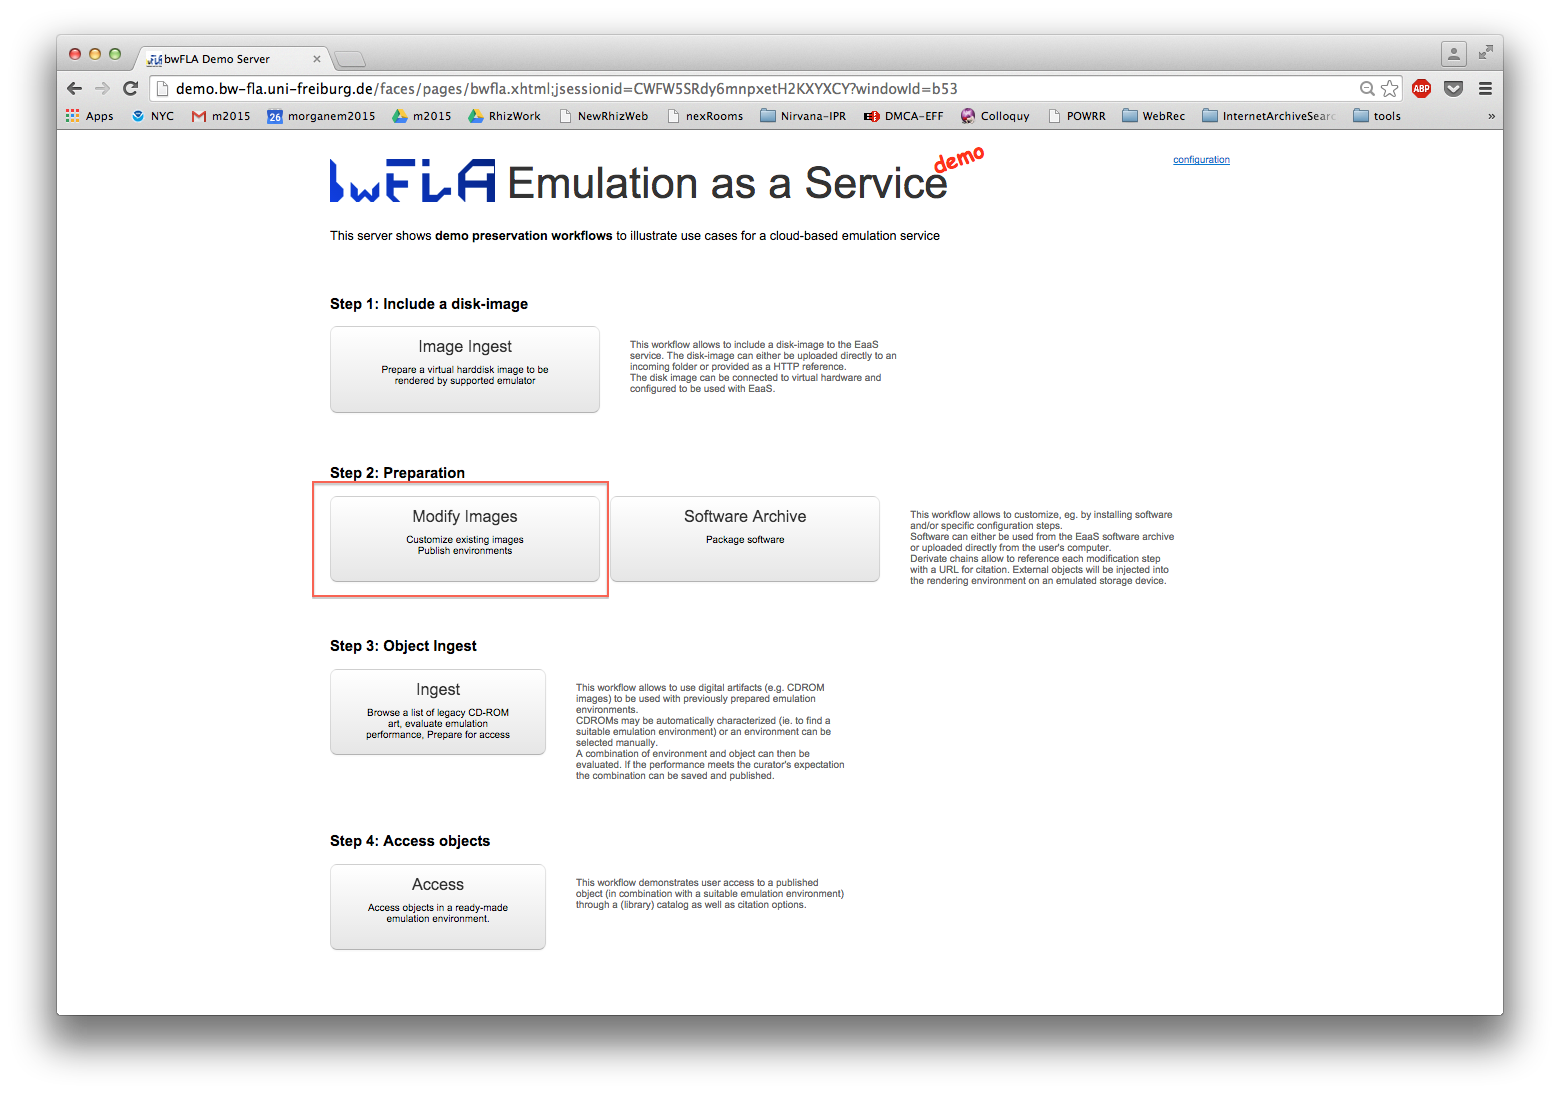 bwFLA Demo Server
demo.bw-fla.uni-freiburg.de/faces/pages/bwfla.xhtml;jsessionid=CWFW5SRdy6mnpxetH2KXYXCY?windowId=b53
ABP
Apps NYC m2015 26 morganem2015 m2015 RhizWork NewRhizWeb nexRooms Nirvana-IPR DMCA-EFF Colloquy POWRR WebRec InternetArchiveSearc tools »
bwFLA Emulation as a Service demo
configuration
This server shows demo preservation workflows to illustrate use cases for a cloud-based emulation service
Step 1: Include a disk-image
Image Ingest
Prepare a virtual harddisk image to be
rendered by supported emulator
This workflow allows to include a disk-image to the EaaS
service. The disk-image can either be uploaded directly to an
incoming folder or provided as a HTTP reference.
The disk image can be connected to virtual hardware and
configured to be used with EaaS.
Step 2: Preparation
Modify Images
Customize existing images
Publish environments
Software Archive
Package software
This workflow allows to customize, eg. by installing software
and/or specific configuration steps.
Software can either be used from the EaaS software archive
or uploaded directly from the user's computer.
Derivate chains allow to reference each modification step
with a URL for citation. External objects will be injected into
the rendering environment on an emulated storage device.
Step 3: Object Ingest
Ingest
Browse a list of legacy CD-ROM
art, evaluate emulation
performance, Prepare for access
This workflow allows to use digital artifacts (e.g. CDROM
images) to be used with previously prepared emulation
environments.
CDROMs may be automatically characterized (ie. to find a
suitable emulation environment) or an environment can be
selected manually.
A combination of environment and object can then be
evaluated. If the performance meets the curator's expectation
the combination can be saved and published.
Step 4: Access objects
Access
Access objects in a ready-made
emulation environment.
This workflow demonstrates user access to a published
object (in combination with a suitable emulation environment)
through a (library) catalog as well as citation options.